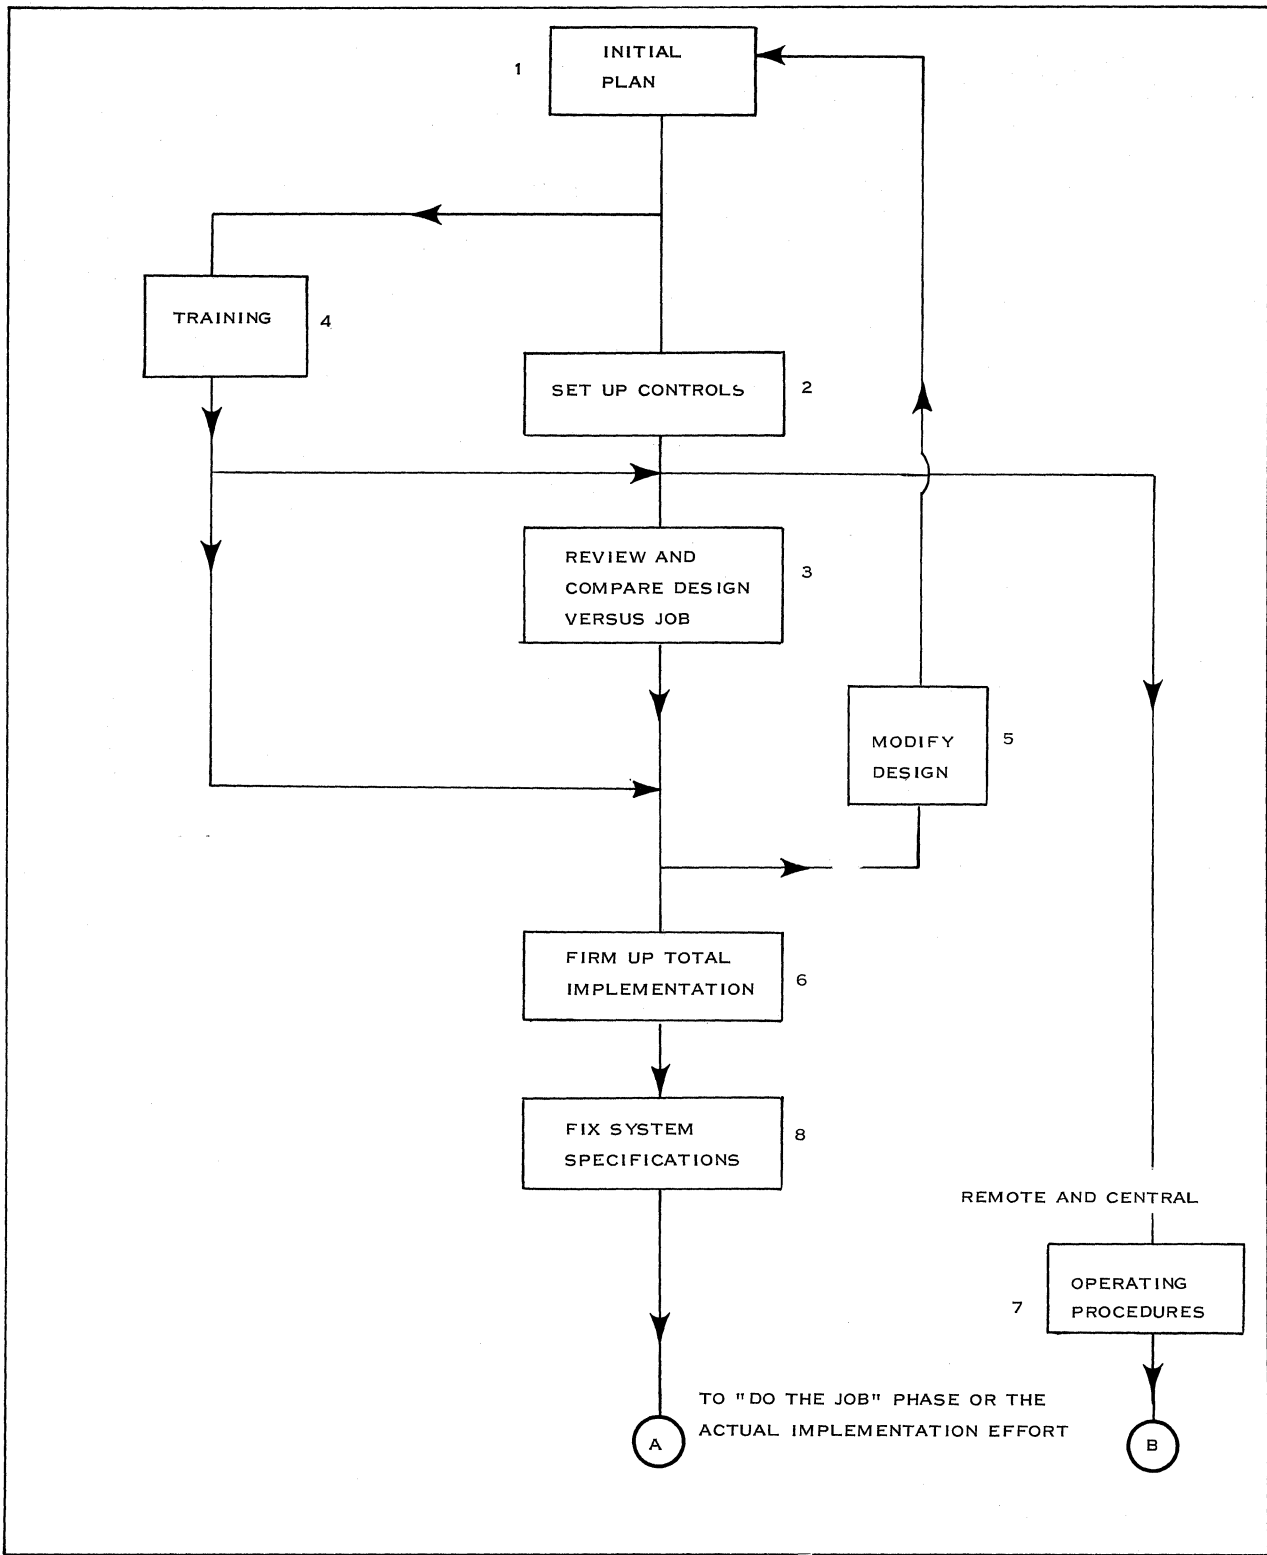 INITIAL
PLAN
1
TRAINING
4
SET UP CONTROLS
2
REVIEW AND
COMPARE DESIGN
VERSUS JOB
3
MODIFY
DESIGN
5
FIRM UP TOTAL
IMPLEMENTATION
6
FIX SYSTEM
SPECIFICATIONS
8
REMOTE AND CENTRAL
OPERATING
PROCEDURES
7
TO "DO THE JOB" PHASE OR THE
ACTUAL IMPLEMENTATION EFFORT
A
B